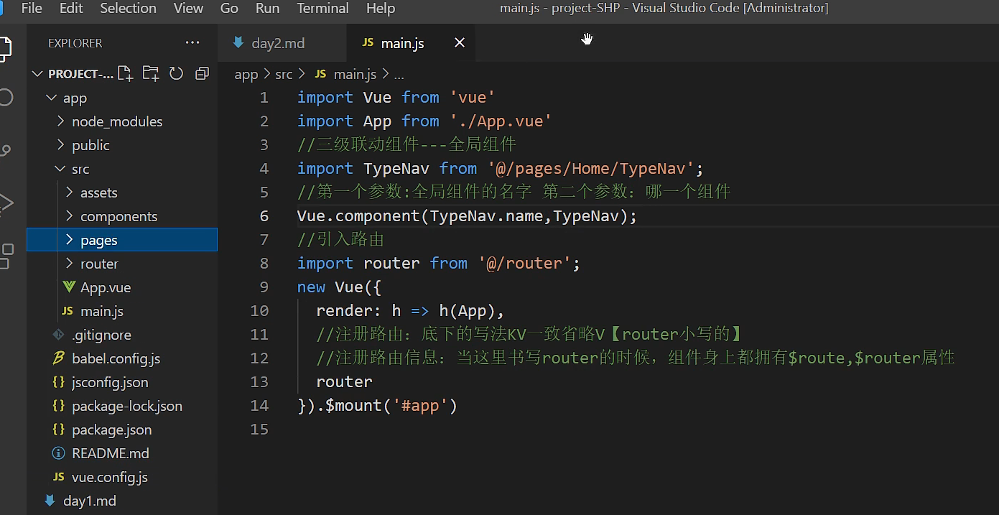 File Edit Selection View Go Run Terminal Help main.js - project-SHP - Visual Studio Code [Administrator]
EXPLORER ...
PROJECT-...
app
node_modules
public
src
assets
components
pages
router
App.vue
JS main.js
.gitignore
babel.config.js
{} jsconfig.json
{} package-lock.json
{} package.json
README.md
JS vue.config.js
day1.md
day2.md JS main.js
app > src > JS main.js > ...
1 import Vue from 'vue'
2 import App from './App.vue'
3 //三级联动组件---全局组件
4 import TypeNav from '@/pages/Home/TypeNav';
5 //第一个参数:全局组件的名字 第二个参数：哪一个组件
6 Vue.component(TypeNav.name,TypeNav);
7 //引入路由
8 import router from '@/router';
9 new Vue({
10 render: h => h(App),
11 //注册路由：底下的写法KV一致省略V【router小写的】
12 //注册路由信息：当这里书写router的时候，组件身上都拥有$route,$router属性
13 router
14 }).$mount('#app')
15